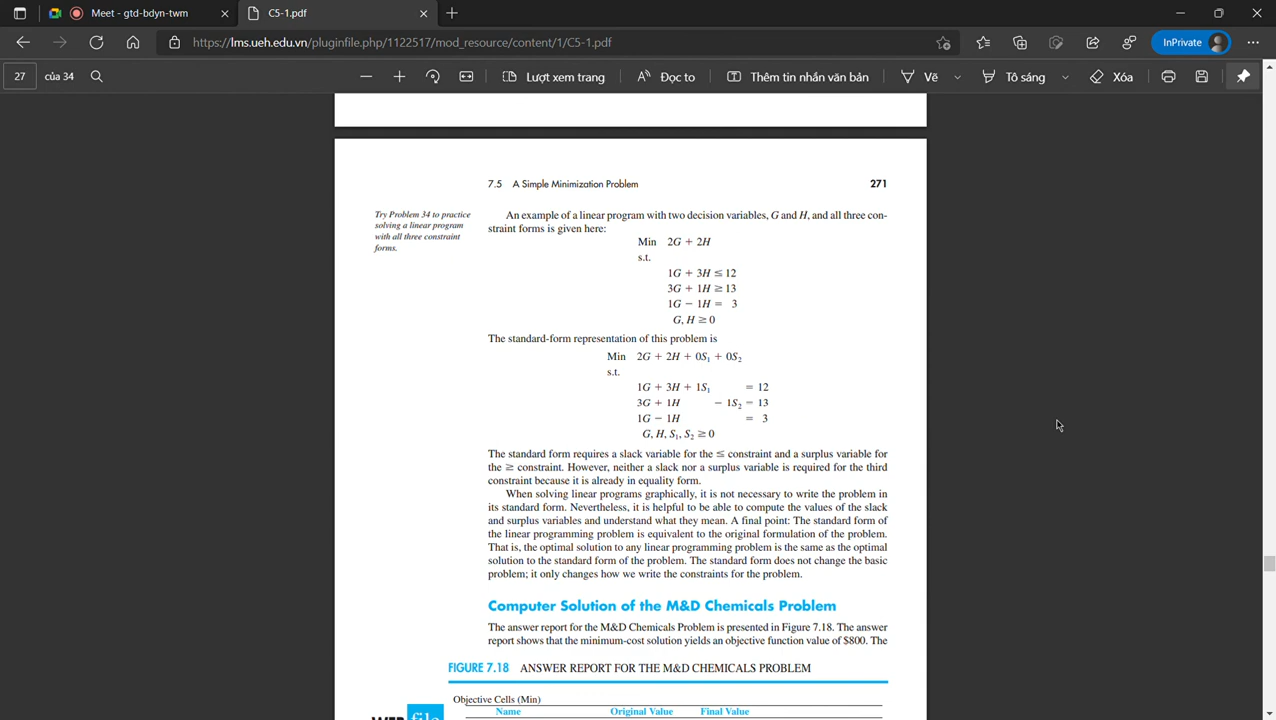 Meet - gtd-bdyn-twm
C5-1.pdf
https://lms.ueh.edu.vn/pluginfile.php/1122517/mod_resource/content/1/C5-1.pdf
InPrivate
27 của 34
Lượt xem trang
Đọc to
Thêm tin nhắn văn bản
Vẽ
Tô sáng
Xóa
7.5 A Simple Minimization Problem 271
Try Problem 34 to practice
solving a linear program
with all three constraint
forms.
An example of a linear program with two decision variables, G and H, and all three con-
straint forms is given here:
Min 2G + 2H
s.t.
1G + 3H ≤ 12
3G + 1H ≥ 13
1G − 1H = 3
G, H ≥ 0
The standard-form representation of this problem is
Min 2G + 2H + 0S₁ + 0S₂
s.t.
1G + 3H + 1S₁ = 12
3G + 1H − 1S₂ = 13
1G − 1H = 3
G, H, S₁, S₂ ≥ 0
The standard form requires a slack variable for the ≤ constraint and a surplus variable for
the ≥ constraint. However, neither a slack nor a surplus variable is required for the third
constraint because it is already in equality form.
When solving linear programs graphically, it is not necessary to write the problem in
its standard form. Nevertheless, it is helpful to be able to compute the values of the slack
and surplus variables and understand what they mean. A final point: The standard form of
the linear programming problem is equivalent to the original formulation of the problem.
That is, the optimal solution to any linear programming problem is the same as the optimal
solution to the standard form of the problem. The standard form does not change the basic
problem; it only changes how we write the constraints for the problem.
Computer Solution of the M&D Chemicals Problem
The answer report for the M&D Chemicals Problem is presented in Figure 7.18. The answer
report shows that the minimum-cost solution yields an objective function value of $800. The
FIGURE 7.18 ANSWER REPORT FOR THE M&D CHEMICALS PROBLEM
Objective Cells (Min)
Name Original Value Final Value